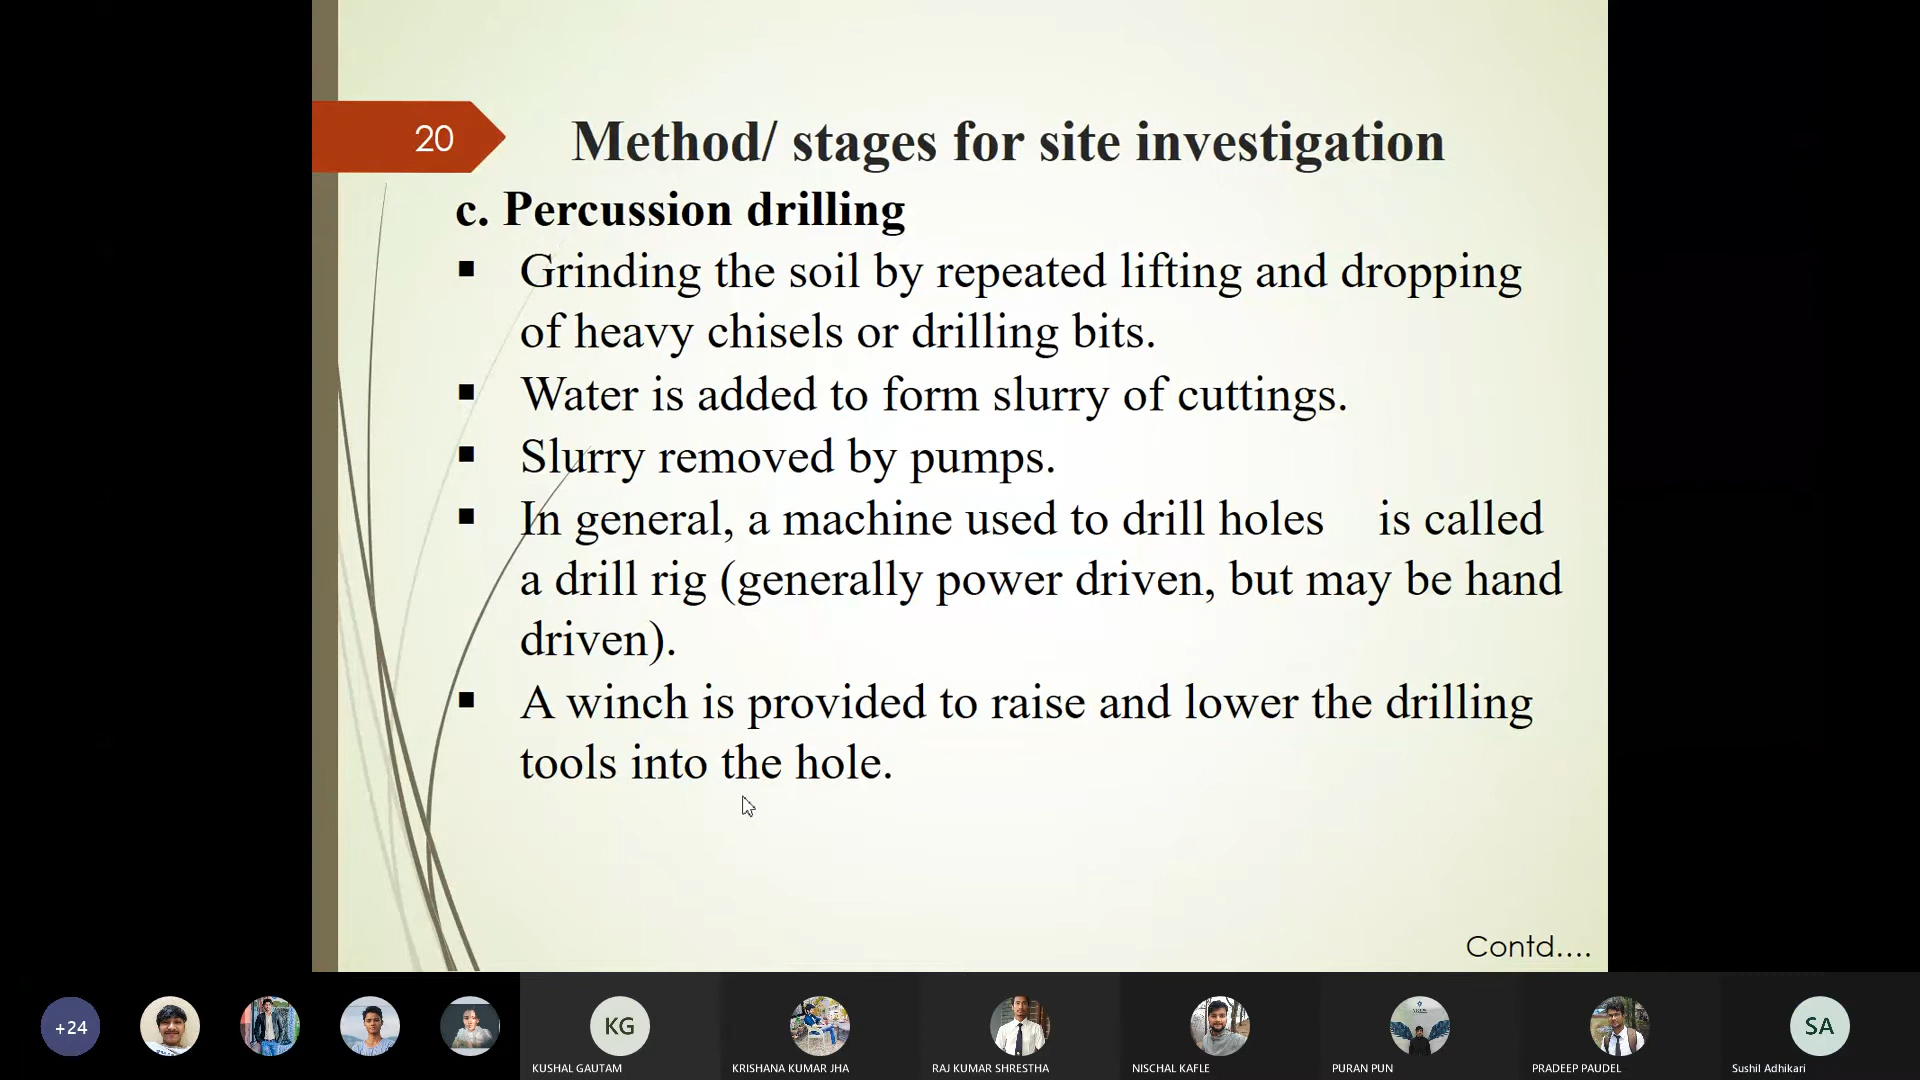 20
Method/ stages for site investigation
c. Percussion drilling
▪ Grinding the soil by repeated lifting and dropping
of heavy chisels or drilling bits.
▪ Water is added to form slurry of cuttings.
▪ Slurry removed by pumps.
▪ In general, a machine used to drill holes is called
a drill rig (generally power driven, but may be hand
driven).
▪ A winch is provided to raise and lower the drilling
tools into the hole.
Contd....
+24
KG
SA
KUSHAL GAUTAM
KRISHANA KUMAR JHA
RAJ KUMAR SHRESTHA
NISCHAL KAFLE
PURAN PUN
PRADEEP PAUDEL
Sushil Adhikari